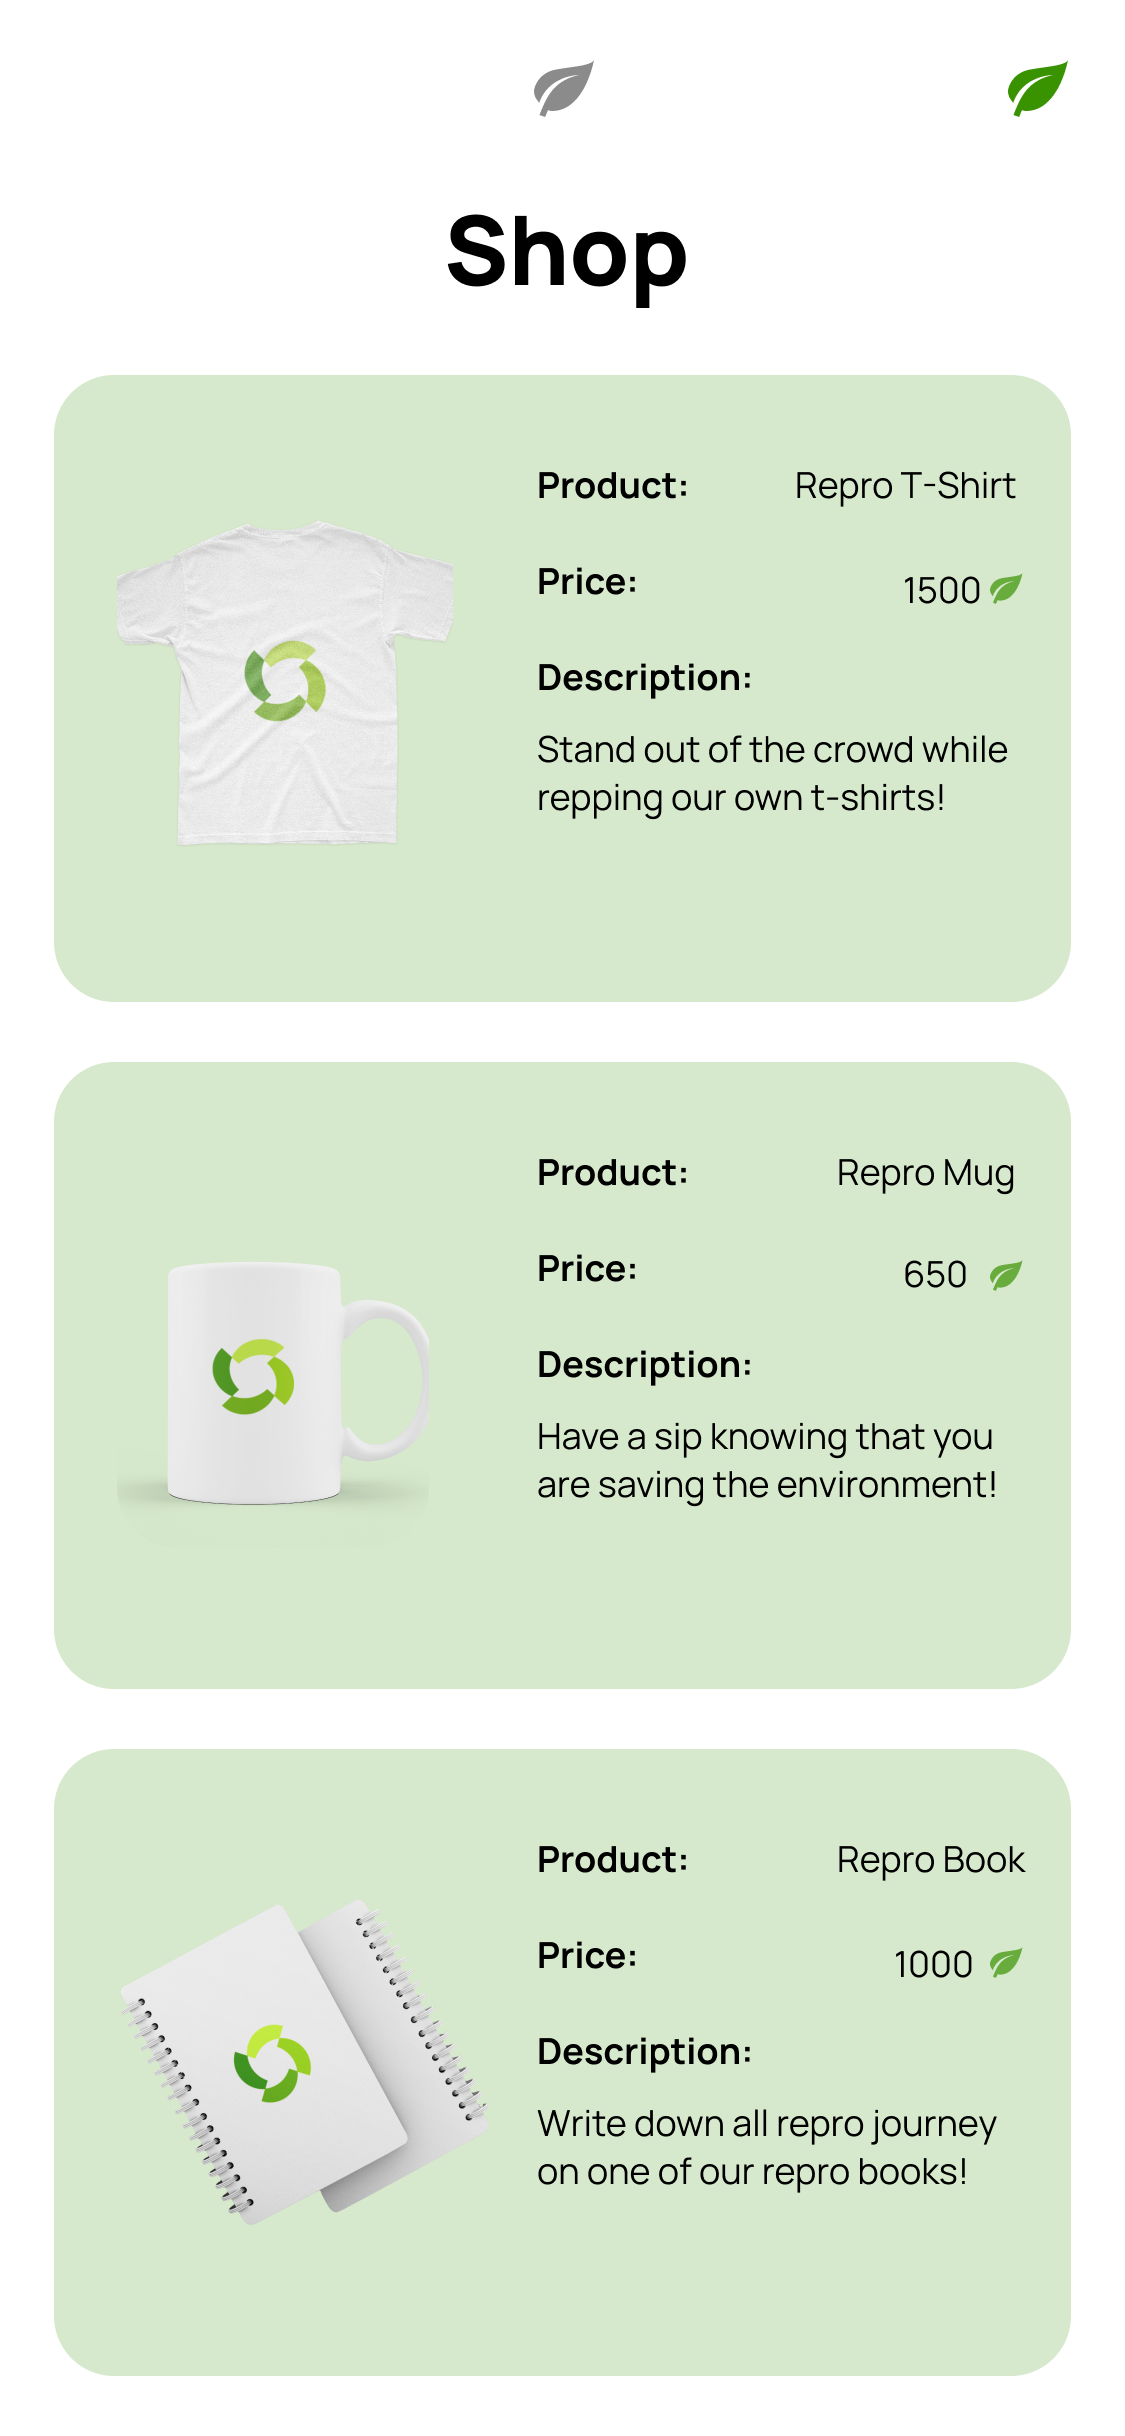 Shop
Product: Repro T-Shirt
Price: 1500
Description:
Stand out of the crowd while
repping our own t-shirts!
Product: Repro Mug
Price: 650
Description:
Have a sip knowing that you
are saving the environment!
Product: Repro Book
Price: 1000
Description:
Write down all repro journey
on one of our repro books!